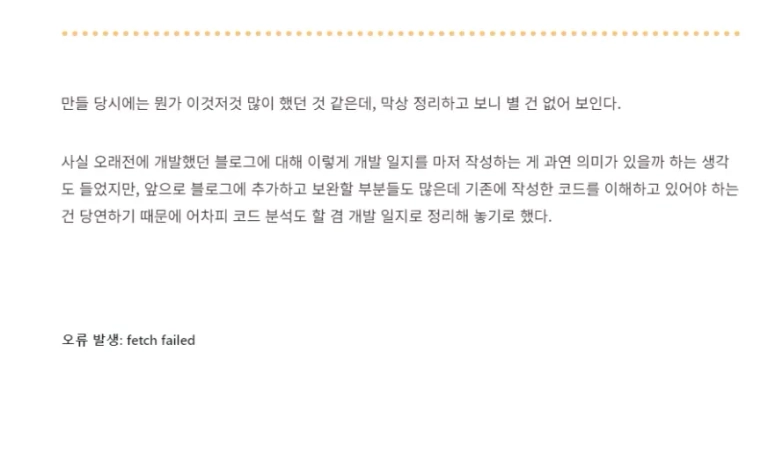 만들 당시에는 뭔가 이것저것 많이 했던 것 같은데, 막상 정리하고 보니 별 건 없어 보인다.
사실 오래전에 개발했던 블로그에 대해 이렇게 개발 일지를 마저 작성하는 게 과연 의미가 있을까 하는 생각
도 들었지만, 앞으로 블로그에 추가하고 보완할 부분들도 많은데 기존에 작성한 코드를 이해하고 있어야 하는
건 당연하기 때문에 어차피 코드 분석도 할 겸 개발 일지로 정리해 놓기로 했다.
오류 발생: fetch failed